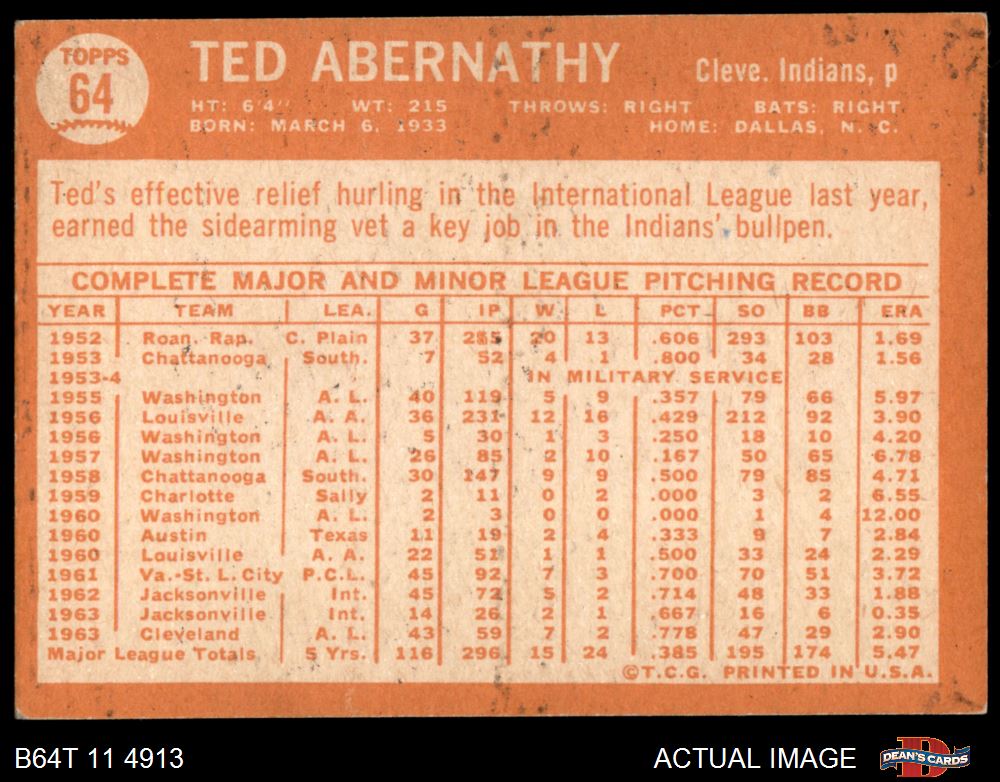 TOPPS
64
TED ABERNATHY
Cleve. Indians, p
HT: 6'4" WT: 215 THROWS: RIGHT BATS: RIGHT
BORN: MARCH 6, 1933 HOME: DALLAS, N. C.
Ted's effective relief hurling in the International League last year,
earned the sidearming vet a key job in the Indians' bullpen.
COMPLETE MAJOR AND MINOR LEAGUE PITCHING RECORD
YEAR TEAM LEA. G IP W L PCT SO BB ERA
1952 Roan. Rap. C. Plain 37 255 20 13 .606 293 103 1.69
1953 Chattanooga South. 7 52 4 1 .800 34 28 1.56
1953-4 IN MILITARY SERVICE
1955 Washington A. L. 40 119 5 9 .357 79 66 5.97
1956 Louisville A. A. 36 231 12 16 .429 212 92 3.90
1956 Washington A. L. 5 30 1 3 .250 18 10 4.20
1957 Washington A. L. 26 85 2 10 .167 50 65 6.78
1958 Chattanooga South. 30 147 9 9 .500 79 85 4.71
1959 Charlotte Sally 2 11 0 2 .000 3 2 6.55
1960 Washington A. L. 2 3 0 0 .000 1 4 12.00
1960 Austin Texas 11 19 2 4 .333 9 7 2.84
1960 Louisville A. A. 22 51 1 1 .500 33 24 2.29
1961 Va.-St. L. City P.C.L. 45 92 7 3 .700 70 51 3.72
1962 Jacksonville Int. 45 72 5 2 .714 48 33 1.88
1963 Jacksonville Int. 14 26 2 1 .667 16 6 0.35
1963 Cleveland A. L. 43 59 7 2 .778 47 29 2.90
Major League Totals 5 Yrs. 116 296 15 24 .385 195 174 5.47
©T.C.G. PRINTED IN U.S.A.
B64T 11 4913
ACTUAL IMAGE
DEAN'S CARDS